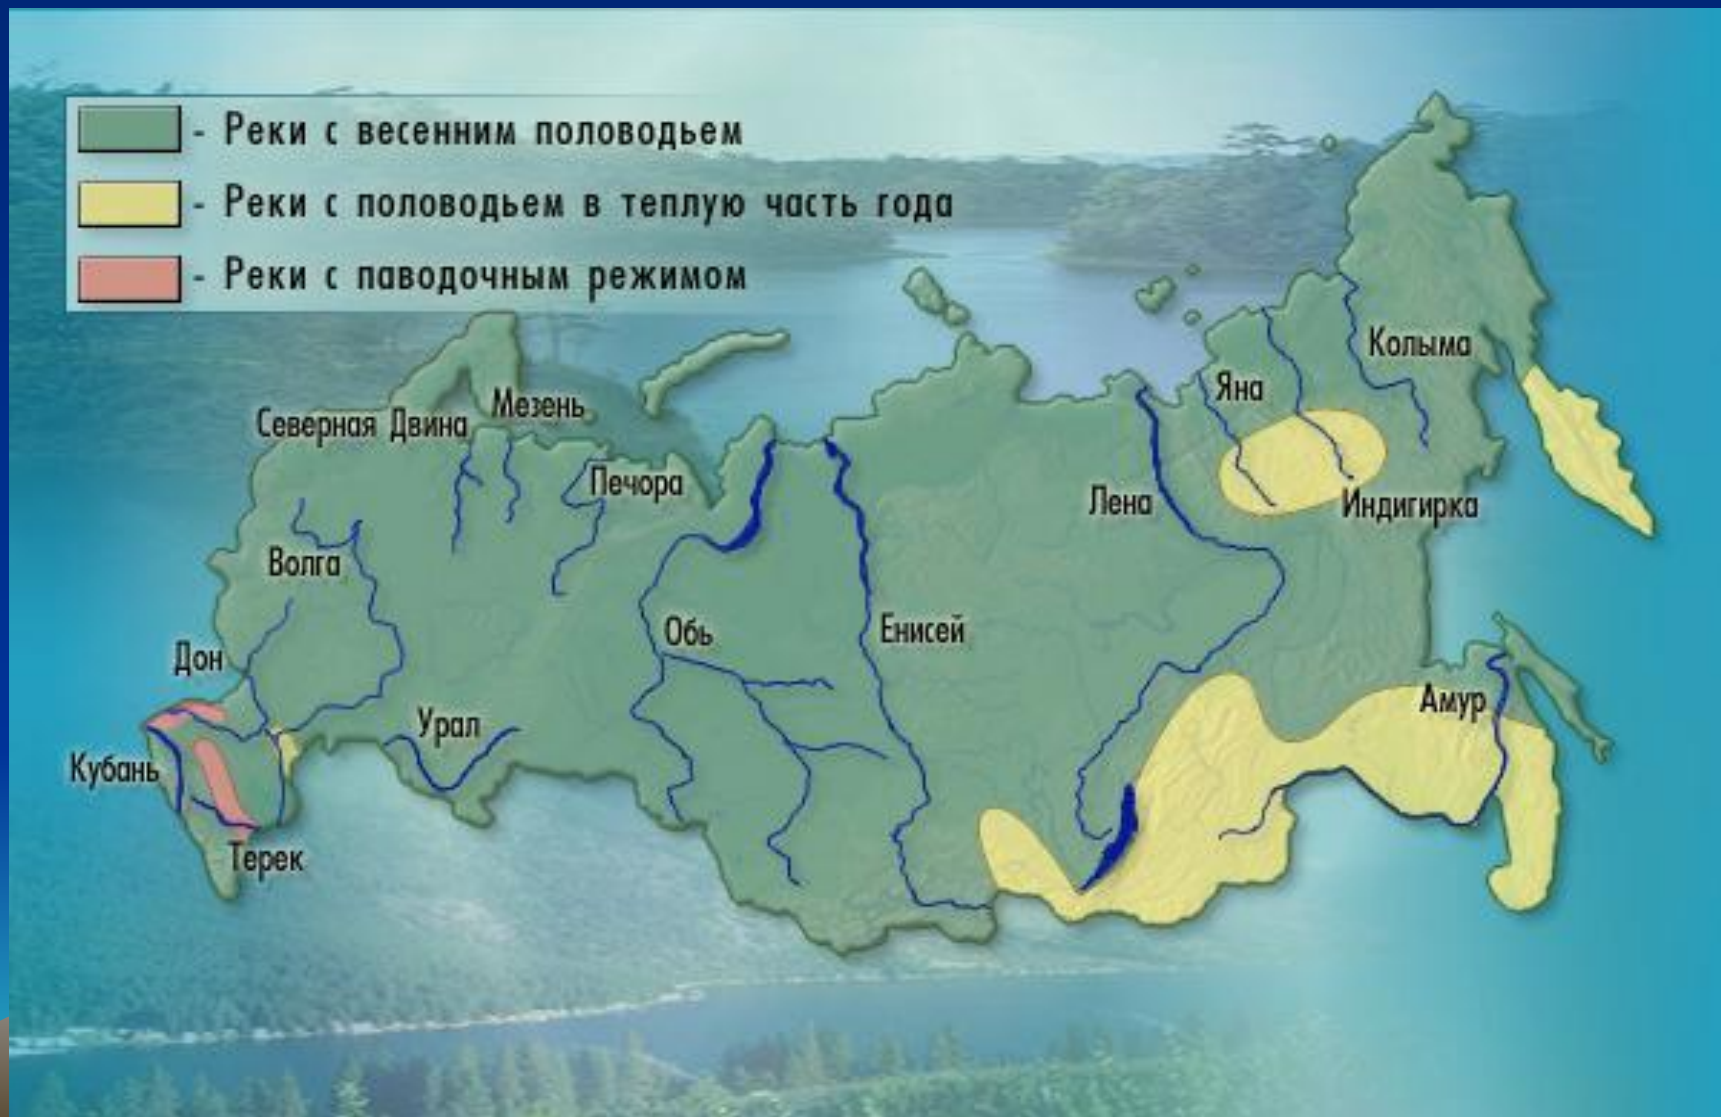 - Реки с весенним половодьем
- Реки с половодьем в теплую часть года
- Реки с паводочным режимом
Колыма
Яна
Мезень
Северная Двина
Печора
Лена
Индигирка
Волга
Обь
Енисей
Дон
Амур
Урал
Кубань
Терек